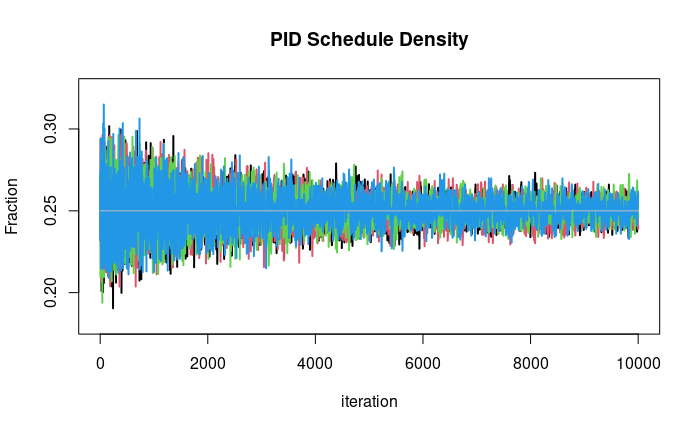 PID Schedule Density
Fraction
0.30
0.25
0.20
0 2000 4000 6000 8000 10000
iteration